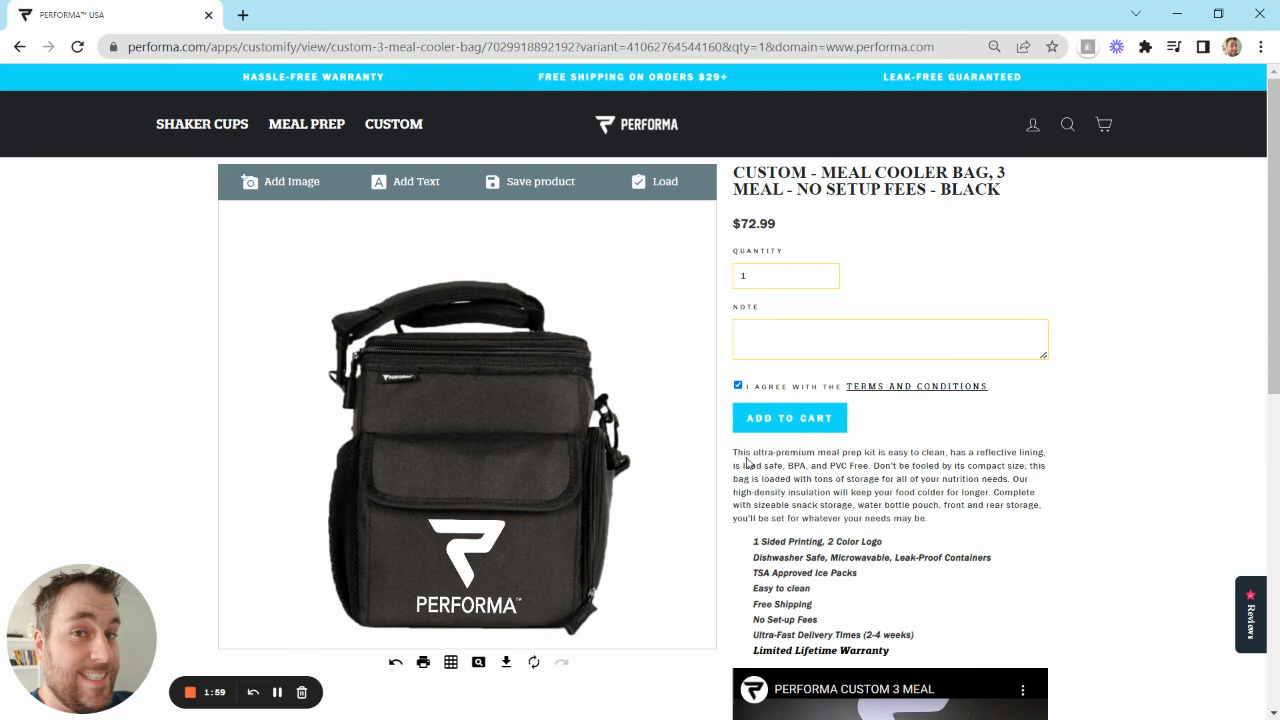 PERFORMA™ USA
performa.com/apps/customify/view/custom-3-meal-cooler-bag/7029918892192?variant=41062764544160&qty=1&domain=www.performa.com
HASSLE-FREE WARRANTY
FREE SHIPPING ON ORDERS $29+
LEAK-FREE GUARANTEED
SHAKER CUPS
MEAL PREP
CUSTOM
PERFORMA
Add Image
Add Text
Save product
Load
PERFORMA
PERFORMA™
CUSTOM - MEAL COOLER BAG, 3
MEAL - NO SETUP FEES - BLACK
$72.99
QUANTITY
1
NOTE
I AGREE WITH THE TERMS AND CONDITIONS
ADD TO CART
This ultra-premium meal prep kit is easy to clean, has a reflective lining,
is lead safe, BPA, and PVC Free. Don't be fooled by its compact size; this
bag is loaded with tons of storage for all of your nutrition needs. Our
high-density insulation will keep your food colder for longer. Complete
with sizeable snack storage, water bottle pouch, front and rear storage,
you'll be set for whatever your needs may be.
1 Sided Printing, 2 Color Logo
Dishwasher Safe, Microwavable, Leak-Proof Containers
TSA Approved Ice Packs
Easy to clean
Free Shipping
No Set-up Fees
Ultra-Fast Delivery Times (2-4 weeks)
Limited Lifetime Warranty
PERFORMA CUSTOM 3 MEAL
Reviews
1:59